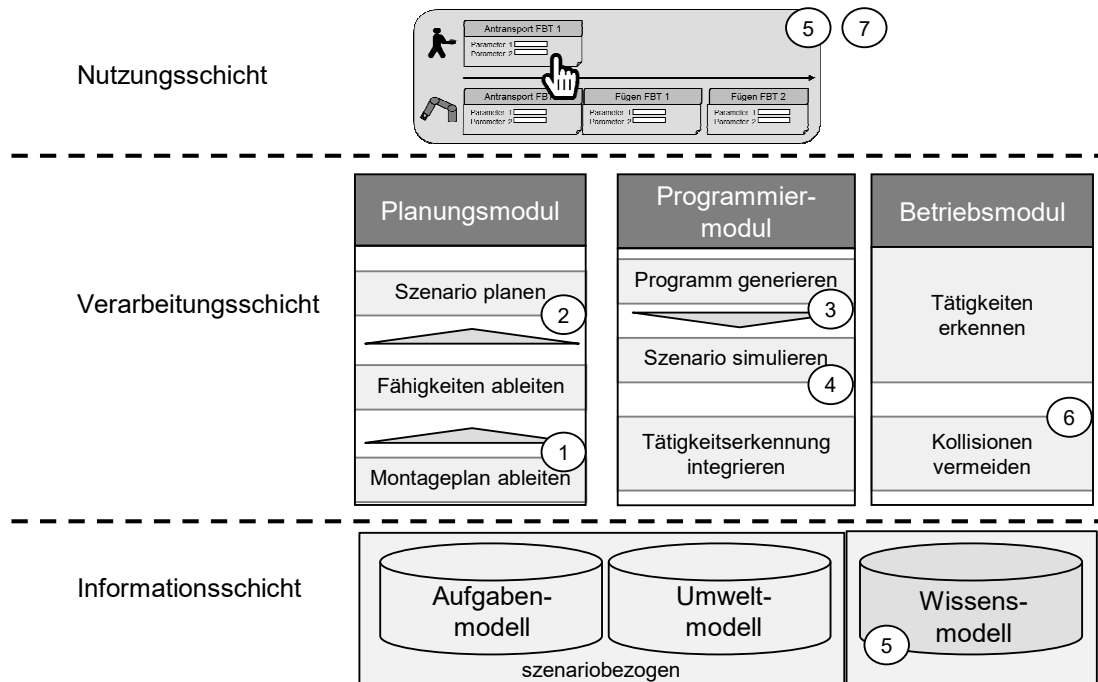 Antransport FBT 1
Parameter 1
Parameter 2
5
7
Nutzungsschicht
Antransport FBT
Fügen FBT 1
Fügen FBT 2
Parameter 1
Parameter 2
Parameter 1
Parameter 2
Parameter 1
Parameter 2
Planungsmodul
Programmier-
modul
Betriebsmodul
Verarbeitungsschicht
Szenario planen
2
Fähigkeiten ableiten
1
Montageplan ableiten
Programm generieren
3
Szenario simulieren
4
Tätigkeitserkennung
integrieren
Tätigkeiten
erkennen
6
Kollisionen
vermeiden
Informationsschicht
Aufgaben-
modell
Umwelt-
modell
Wissens-
modell
5
szenariobezogen